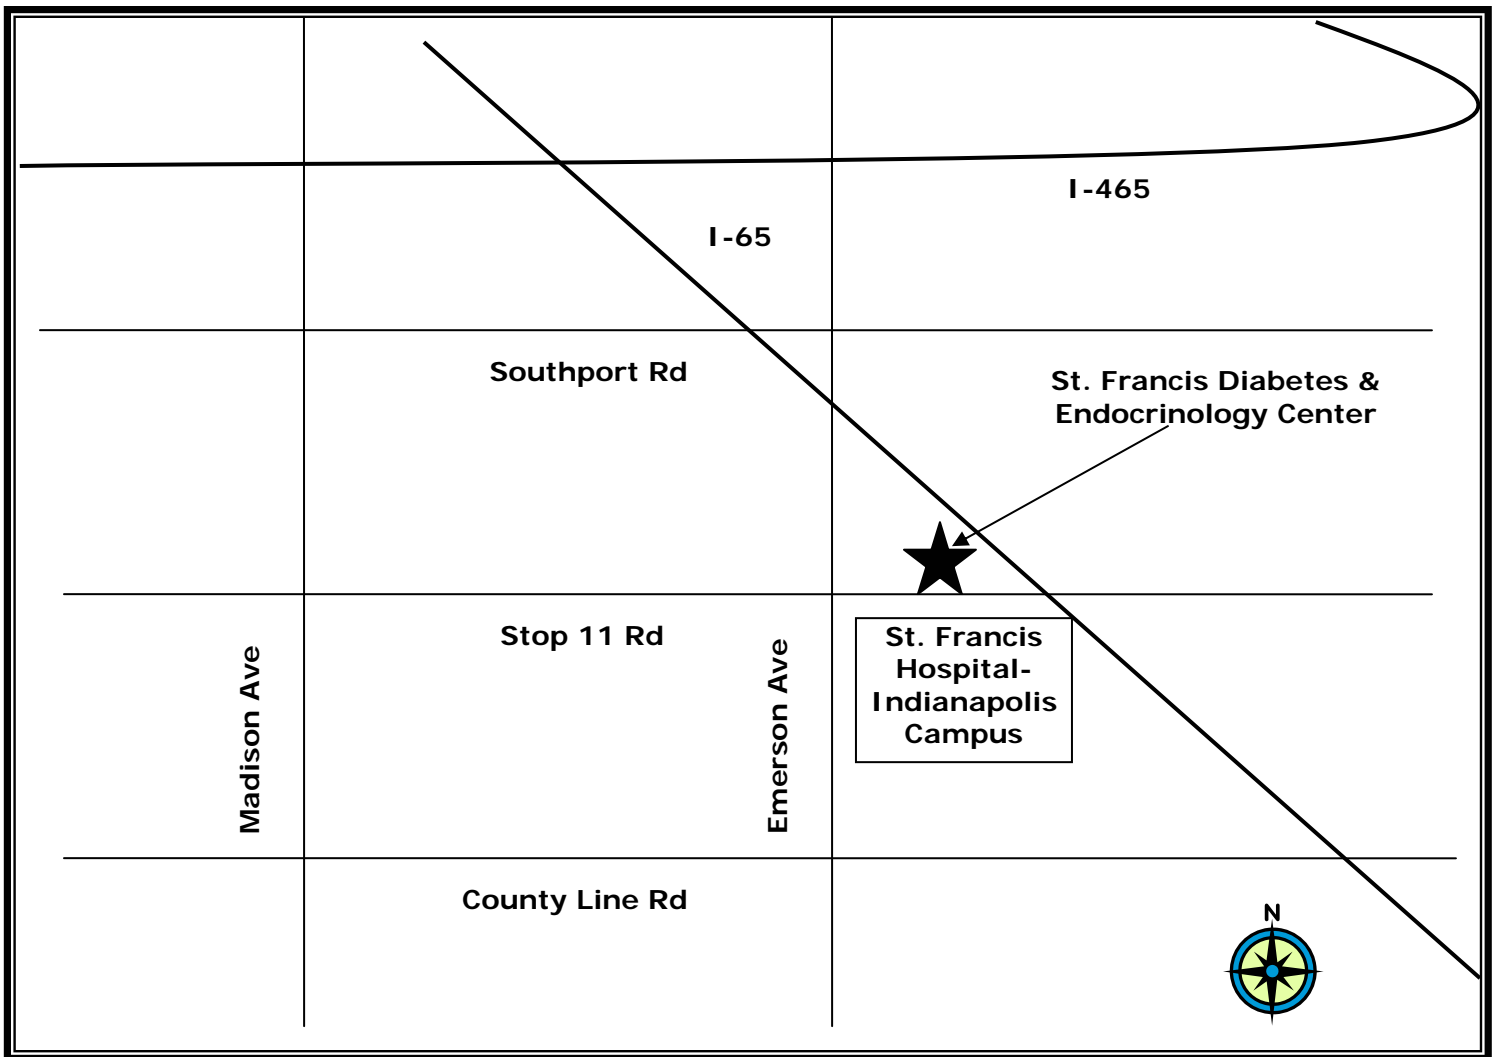 I-465
I-65
Southport Rd
St. Francis Diabetes &
Endocrinology Center
Stop 11 Rd
St. Francis
Hospital-
Indianapolis
Campus
Madison Ave
Emerson Ave
County Line Rd
N